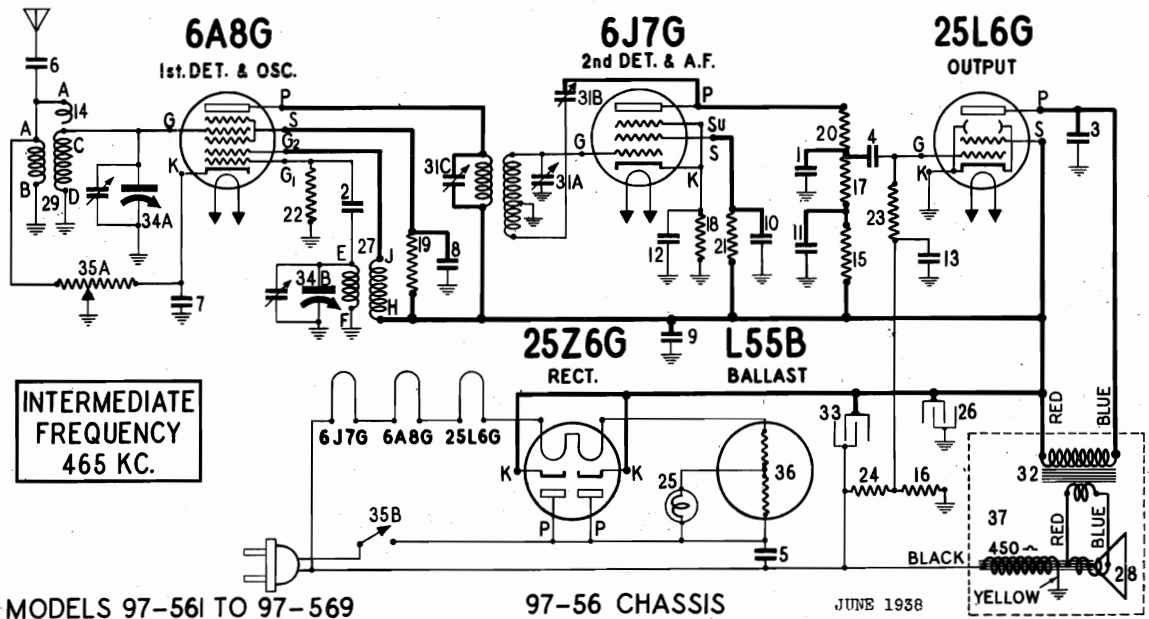 6A8G
1st. DET. & OSC.
6J7G
2nd DET. & A.F.
25L6G
OUTPUT
6
A
14
A
C
B
29
D
34A
35A
7
G
K
P
S
G2
G1
22
2
E
27
J
34B
F
H
19
8
31C
31B
31A
G
P
SU
S
K
12
18
21
10
20
1
4
17
11
15
G
K
23
13
P
S
3
9
INTERMEDIATE
FREQUENCY
465 KC.
25Z6G
RECT.
L55B
BALLAST
6J7G
6A8G
25L6G
K
K
P
P
35B
25
36
5
33
26
24
16
RED
BLUE
32
37
RED
BLUE
450~
BLACK
YELLOW
28
MODELS 97-561 TO 97-569
97-56 CHASSIS
JUNE 1938